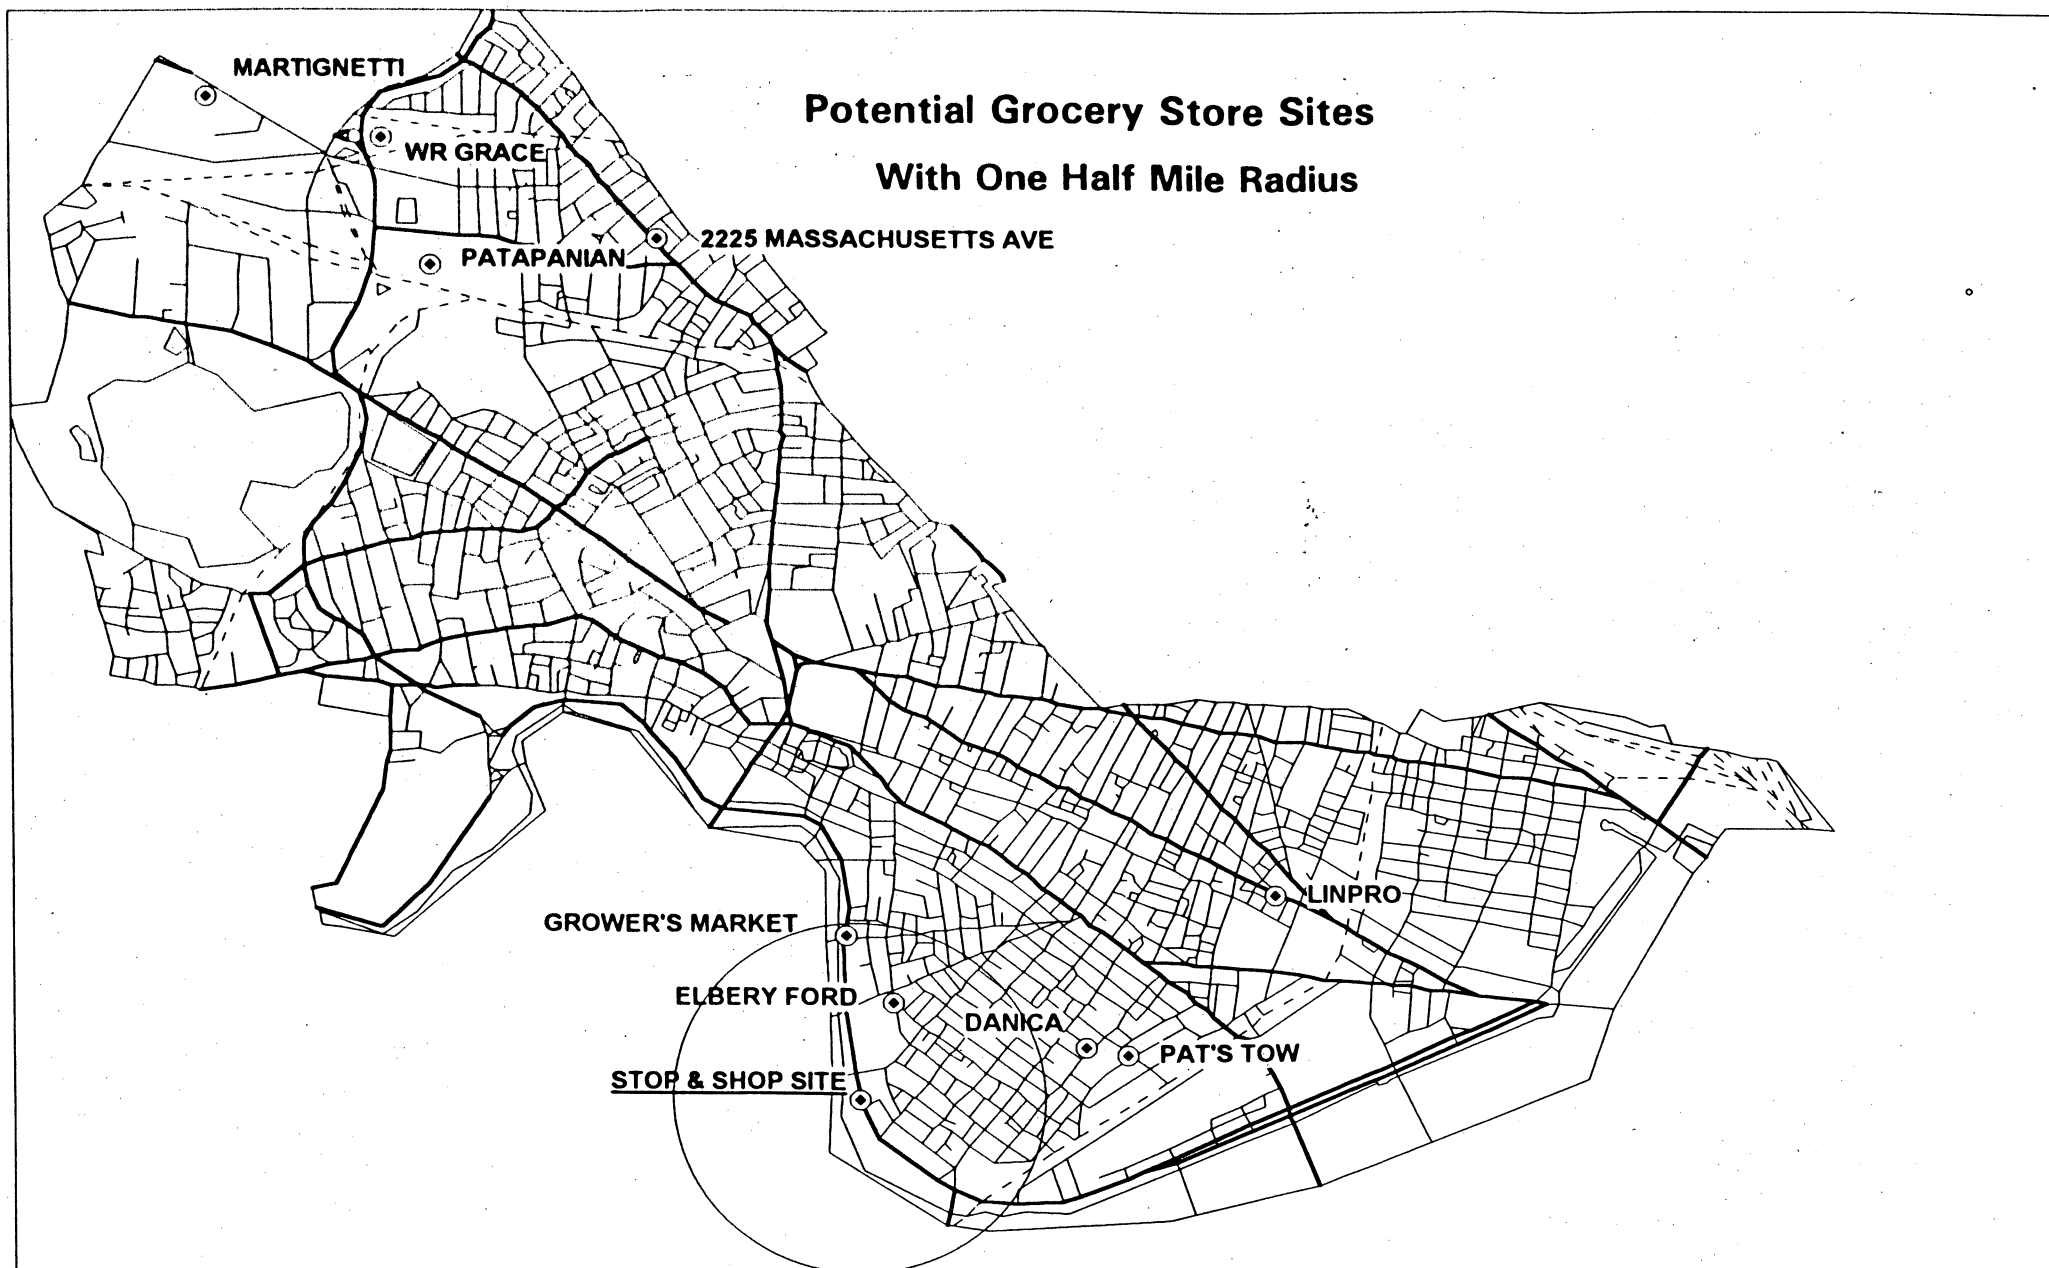 MARTIGNETTI
Potential Grocery Store Sites
WR GRACE
With One Half Mile Radius
2225 MASSACHUSETTS AVE
PATAPANIAN
LINPRO
GROWER'S MARKET
ELBERY FORD
DANICA
PAT'S TOW
STOP & SHOP SITE